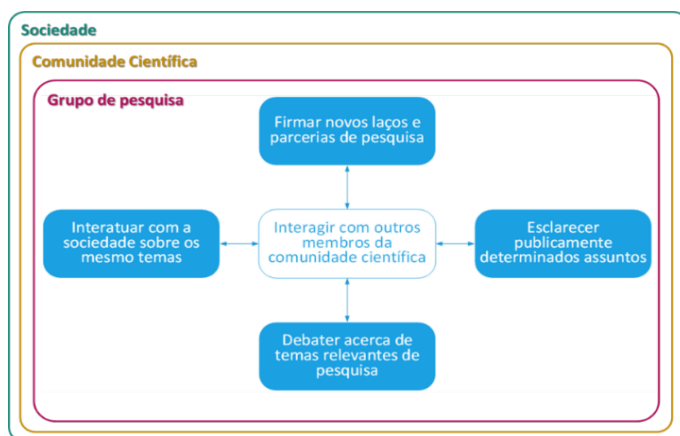 Sociedade
Comunidade Científica
Grupo de pesquisa
Firmar novos laços e
parcerias de pesquisa
Interatuar com a
sociedade sobre os
mesmo temas
Interagir com outros
membros da
comunidade científica
Esclarecer
publicamente
determinados assuntos
Debater acerca de
temas relevantes de
pesquisa